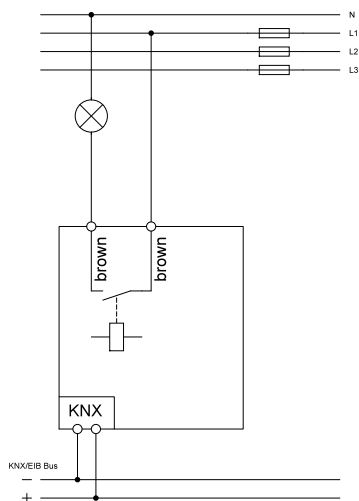 N
L1
L2
L3
brown
brown
KNX
KNX/EIB Bus
−
+